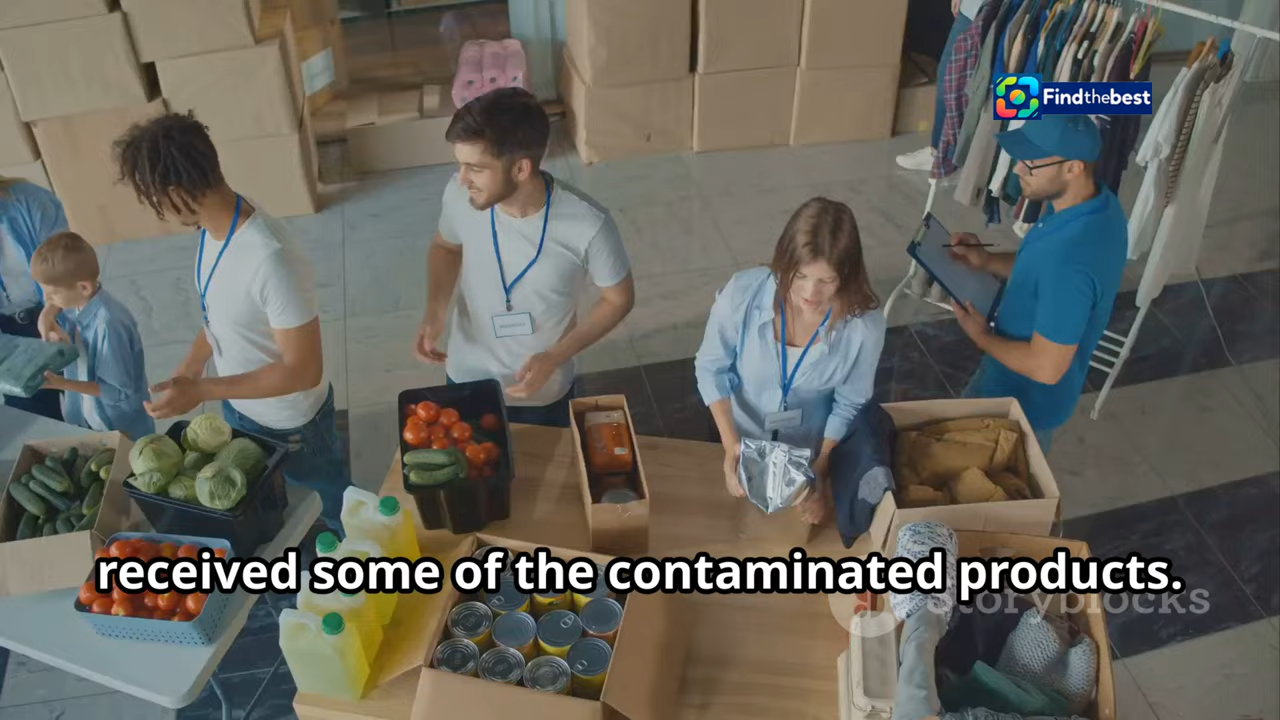 Findthebest
received some of the contaminated products.
Storyblocks